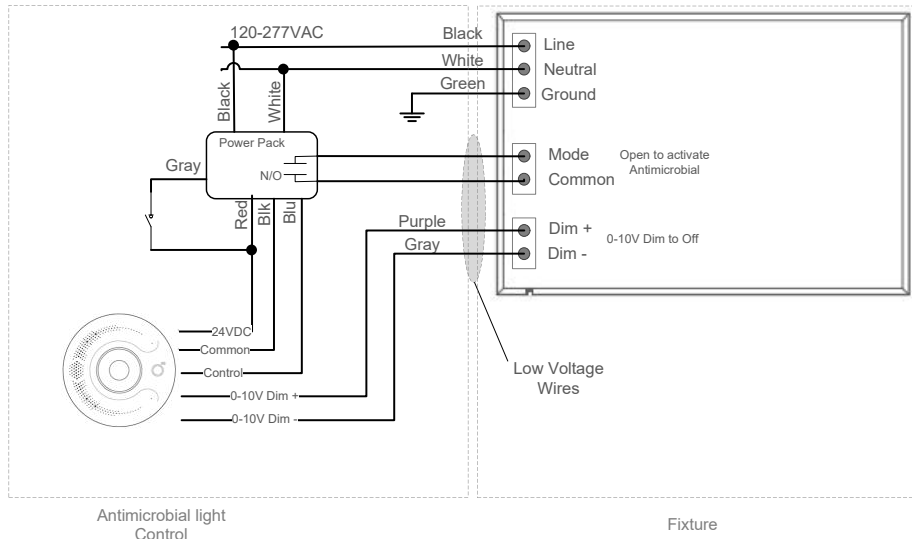 120-277VAC
Black
Line
White
Neutral
Green
Ground
Black
White
Power Pack
N/O
Gray
Mode
Common
Open to activate
Antimicrobial
Red
Blk
Blu
Purple
Gray
Dim +
Dim -
0-10V Dim to Off
24VDC
Common
Control
0-10V Dim +
0-10V Dim -
Low Voltage
Wires
Antimicrobial light
Control
Fixture